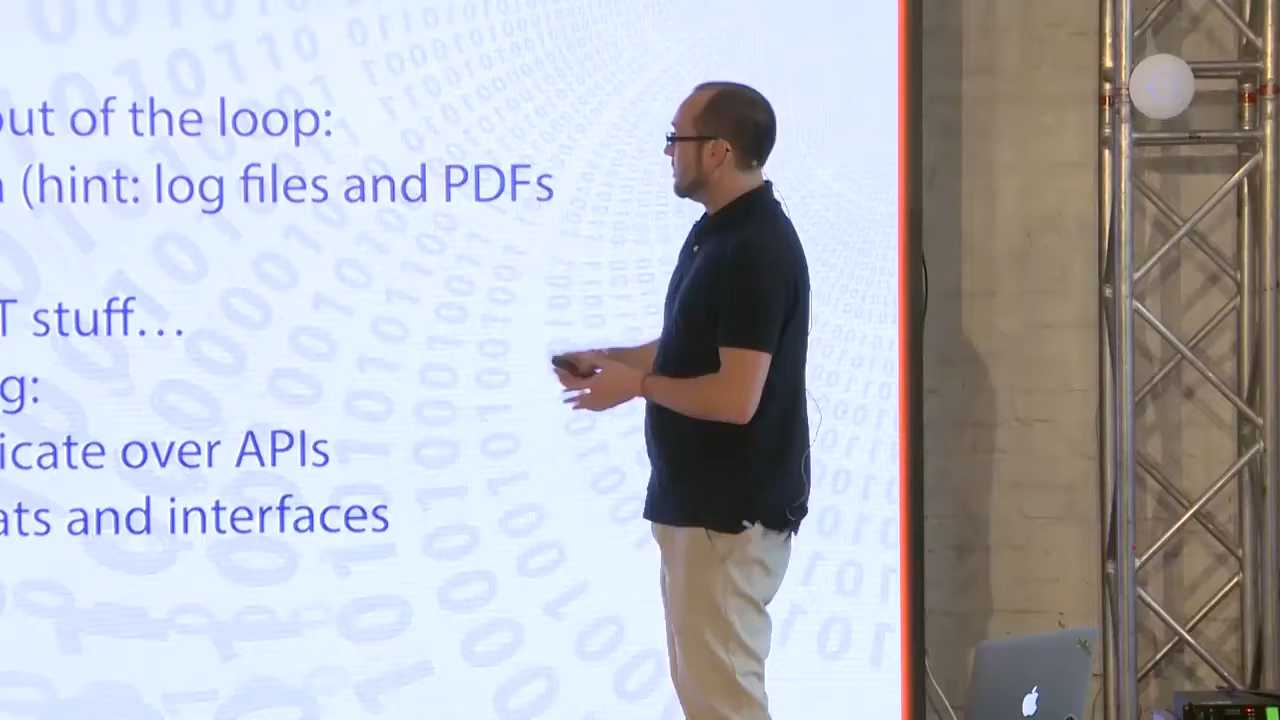 out of the loop:
(hint: log files and PDFs
T stuff…
g:
icate over APIs
ats and interfaces